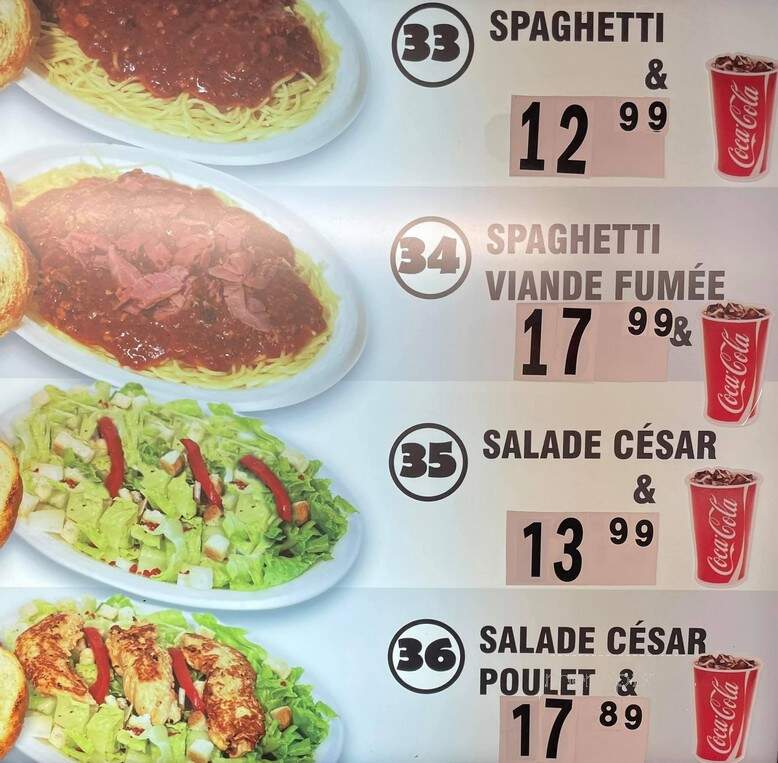 33 SPAGHETTI
&
12 99
Coca-Cola
34 SPAGHETTI
VIANDE FUMÉE
17 99 &
Coca-Cola
35 SALADE CÉSAR
&
13 99
Coca-Cola
36 SALADE CÉSAR
POULET &
17 89
Coca-Cola